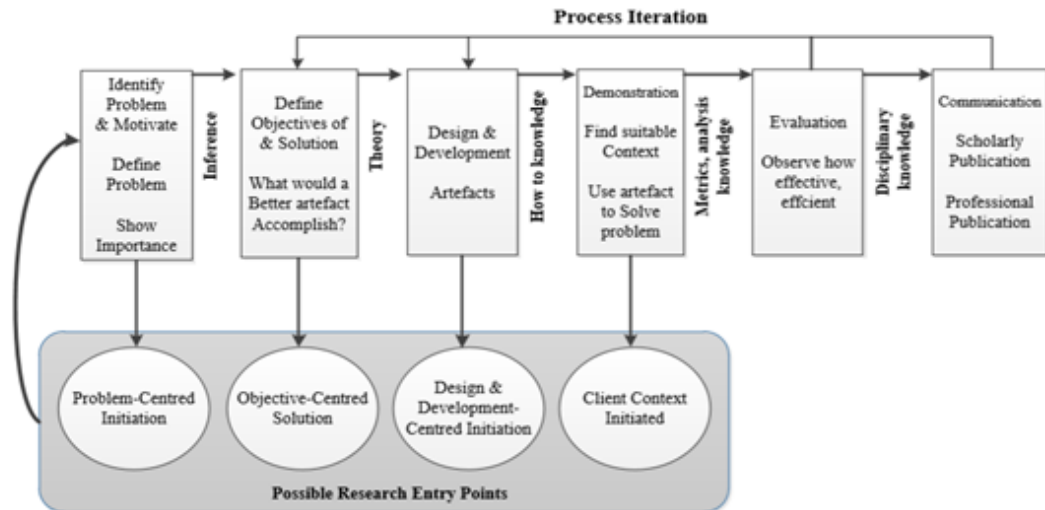 Process Iteration
Identify
Problem
& Motivate
Define
Problem
Show
Importance
Inference
Define
Objectives of
& Solution
What would a
Better artefact
Accomplish?
Theory
Design &
Development
Artefacts
How to knowledge
Demonstration
Find suitable
Context
Use artefact
to Solve
problem
Metrics, analysis
knowledge
Evaluation
Observe how
effective,
effcient
Disciplinary
knowledge
Communication
Scholarly
Publication
Professional
Publication
Problem-Centred
Initiation
Objective-Centred
Solution
Design &
Development-
Centred Initiation
Client Context
Initiated
Possible Research Entry Points